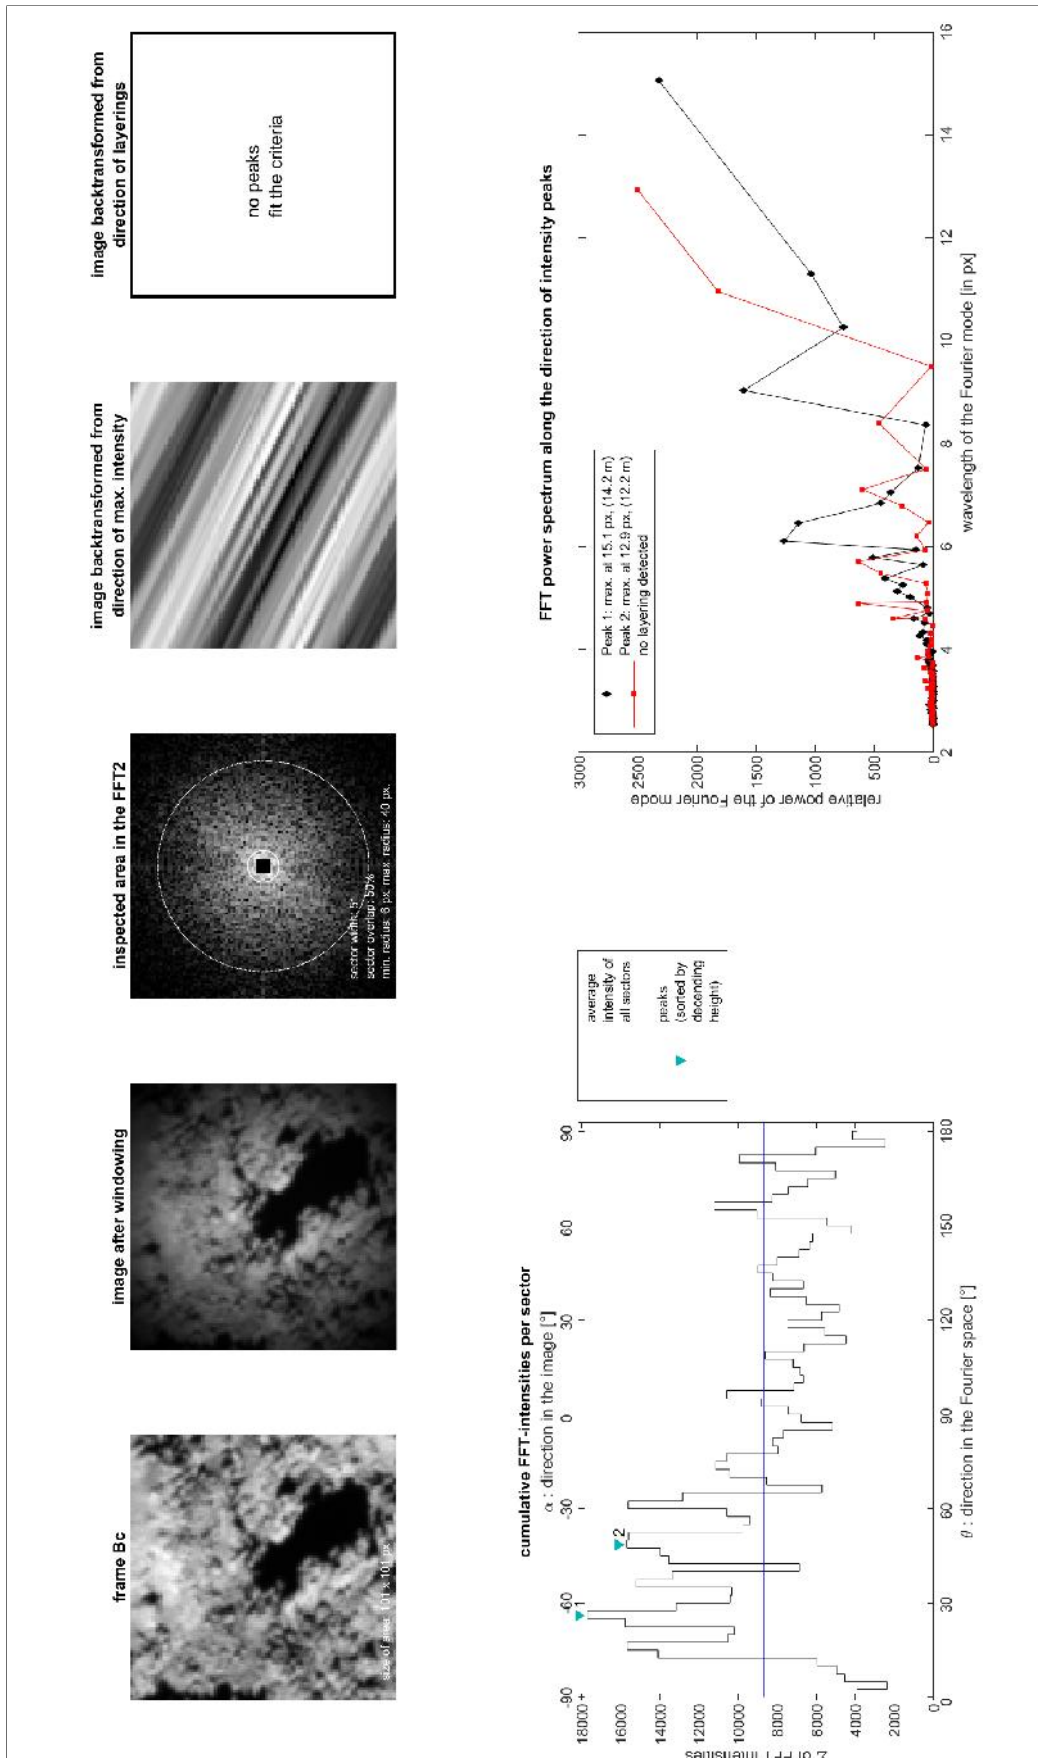 frame Bc
size of area: 101 x 101 px
image after windowing
inspected area in the FFT2
sector width: 5°
sector overlap: 50%
min. radius: 6 px, max. radius: 40 px.
image backtransformed from
direction of max. intensity
image backtransformed from
direction of layerings
no peaks
fit the criteria
cumulative FFT-intensities per sector
α : direction in the image [°]
-90 -60 -30 0 30 60 90
18000
16000
14000
12000
10000
8000
6000
4000
2000
1
2
0 30 60 90 120 150 180
θ : direction in the Fourier space [°]
Σ of FFT intensities
average
intensity of
all sectors
peaks
(sorted by
decending
height)
FFT power spectrum along the direction of intensity peaks
Peak 1: max. at 15.1 px, (14.2 m)
Peak 2: max. at 12.9 px, (12.2 m)
no layering detected
3000
2500
2000
1500
1000
500
0
relative power of the Fourier mode
2 4 6 8 10 12 14 16
wavelength of the Fourier mode [in px]